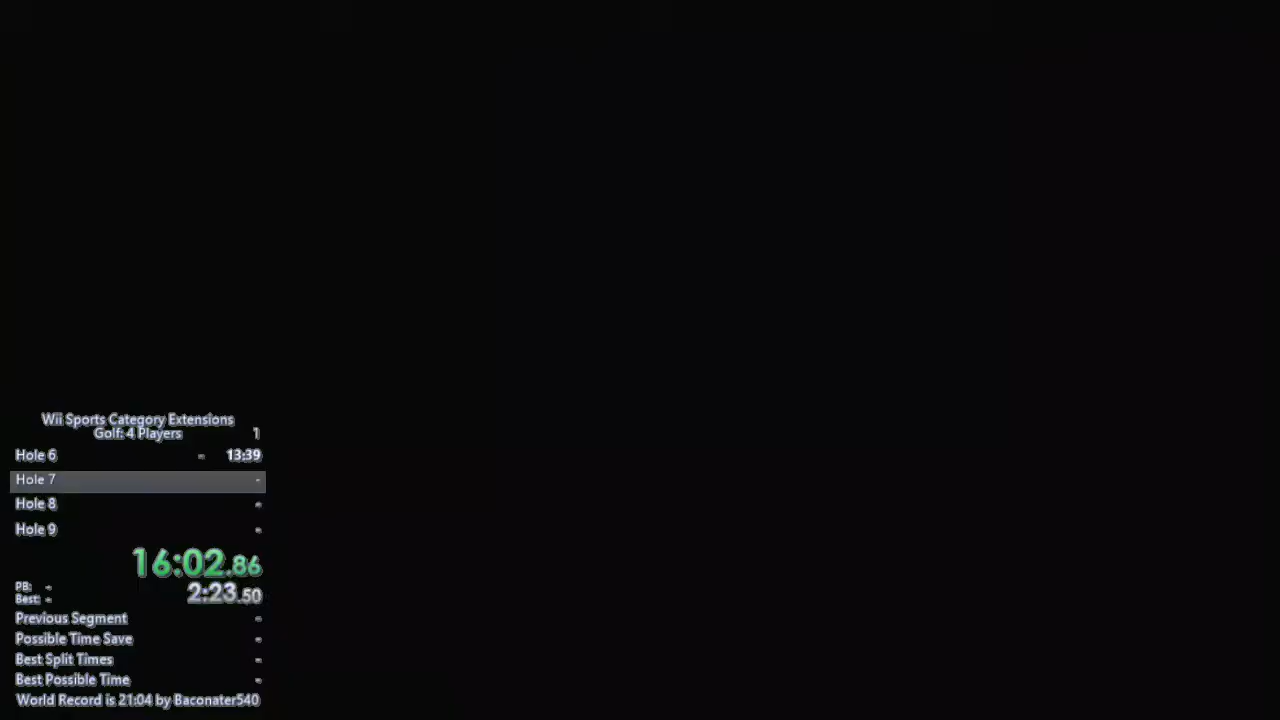 Wii Sports Category Extensions
Golf: 4 Players 1
Hole 6 - 13:39
Hole 7 -
Hole 8 -
Hole 9 -
16:02.86
PB: -
2:23.50
Best: -
Previous Segment -
Possible Time Save -
Best Split Times -
Best Possible Time -
World Record is 21:04 by Baconater540